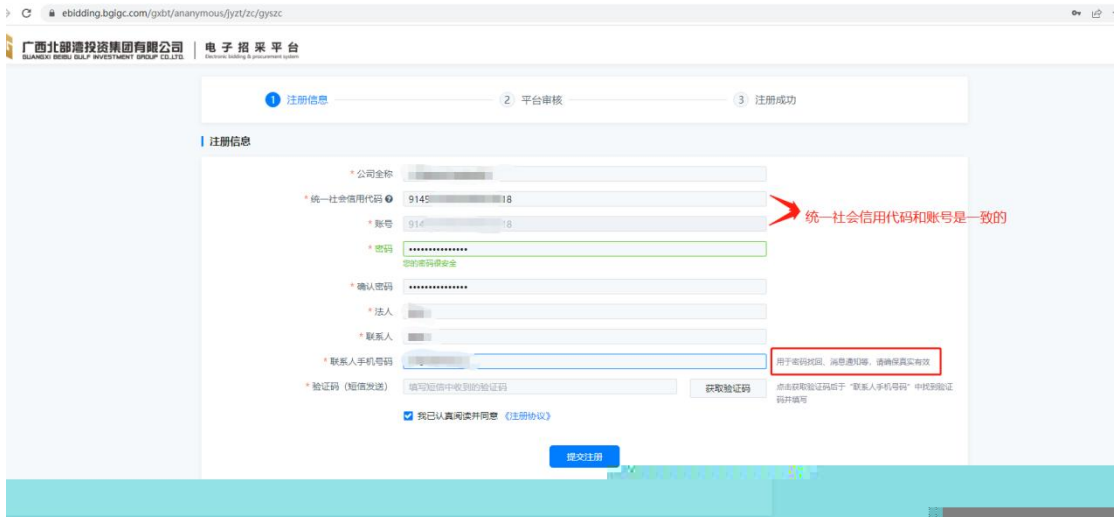 ebidding.bgigc.com/gxbt/ananymous/jyzt/zc/gyszc
广西北部湾投资集团有限公司 电子招采平台
GUANGXI BEIBU GULF INVESTMENT GROUP CO.,LTD. Electronic bidding & procurement system
1 注册信息 2 平台审核 3 注册成功
注册信息
* 公司全称
* 统一社会信用代码 9145 18
* 账号 914 8
统一社会信用代码和账号是一致的
* 密码 •••••••••••••••
您的密码很安全
* 确认密码 •••••••••••••••
* 法人
* 联系人
* 联系人手机号码 用于密码找回、消息通知等、请确保真实有效
* 验证码（短信发送） 填写短信中收到的验证码 获取验证码 点击获取验证码后于“联系人手机号码”中找到验证
码并填写
我已认真阅读并同意 《注册协议》
提交注册